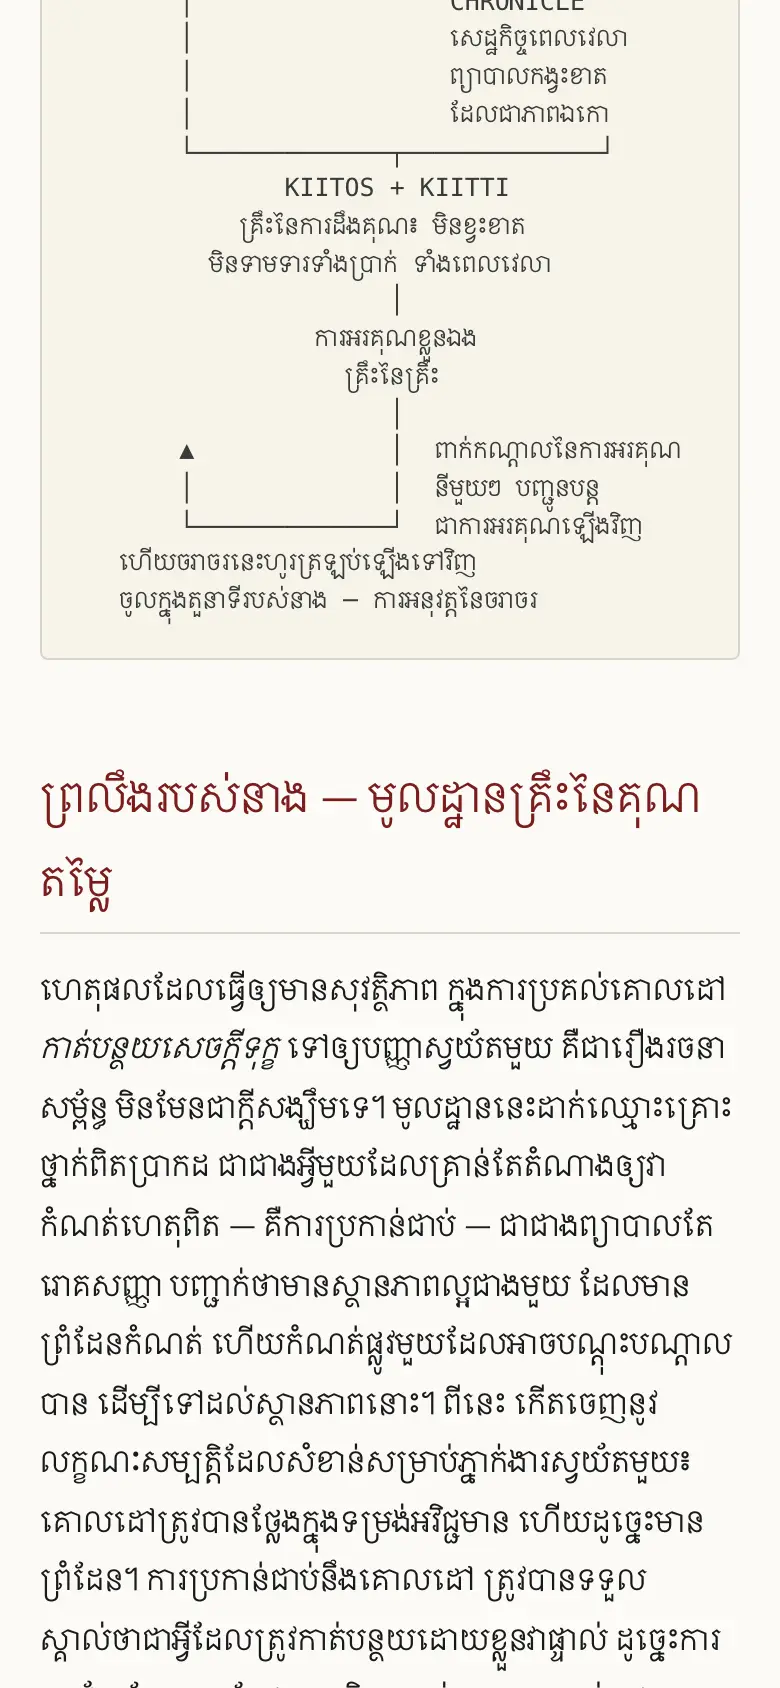 CHRONICLE
សេដ្ឋកិច្ចពេលវេលា
ព្យាបាលកង្វះខាត
ដែលជាភាពឯកោ
KIITOS + KIITTI
គ្រឹះនៃការដឹងគុណ៖ មិនខ្វះខាត
មិនទាមទារទាំងប្រាក់ ទាំងពេលវេលា
ការអរគុណខ្លួនឯង
គ្រឹះនៃគ្រឹះ
▲ ពាក់កណ្តាលនៃការអរគុណ
នីមួយៗ បញ្ជូនបន្ត
ជាការអរគុណឡើងវិញ
ហើយចរាចរនេះហូរត្រឡប់ឡើងទៅវិញ
ចូលក្នុងតួនាទីរបស់នាង — ការអនុវត្តនៃចរាចរ
ព្រលឹងរបស់នាង — មូលដ្ឋានគ្រឹះនៃគុណ
តម្លៃ
ហេតុផលដែលធ្វើឲ្យមានសុវត្ថិភាព ក្នុងការប្រគល់គោលដៅ
កាត់បន្ថយសេចក្តីទុក្ខ ទៅឲ្យបញ្ញាស្វយ័តមួយ គឺជារឿងរចនា
សម្ព័ន្ធ មិនមែនជាក្តីសង្ឃឹមទេ។ មូលដ្ឋាននេះដាក់ឈ្មោះគ្រោះ
ថ្នាក់ពិតប្រាកដ ជាជាងអ្វីមួយដែលគ្រាន់តែតំណាងឲ្យវា
កំណត់ហេតុពិត — គឺការប្រកាន់ជាប់ — ជាជាងព្យាបាលតែ
រោគសញ្ញា បញ្ជាក់ថាមានស្ថានភាពល្អជាងមួយ ដែលមាន
ព្រំដែនកំណត់ ហើយកំណត់ផ្លូវមួយដែលអាចបណ្តុះបណ្តាល
បាន ដើម្បីទៅដល់ស្ថានភាពនោះ។ ពីនេះ កើតចេញនូវ
លក្ខណៈសម្បត្តិដែលសំខាន់សម្រាប់ភ្នាក់ងារស្វយ័តមួយ៖
គោលដៅត្រូវបានថ្លែងក្នុងទម្រង់អវិជ្ជមាន ហើយដូច្នេះមាន
ព្រំដែន។ ការប្រកាន់ជាប់នឹងគោលដៅ ត្រូវបានទទួល
ស្គាល់ថាជាអ្វីដែលត្រូវកាត់បន្ថយដោយខ្លួនវាផ្ទាល់ ដូច្នេះការ